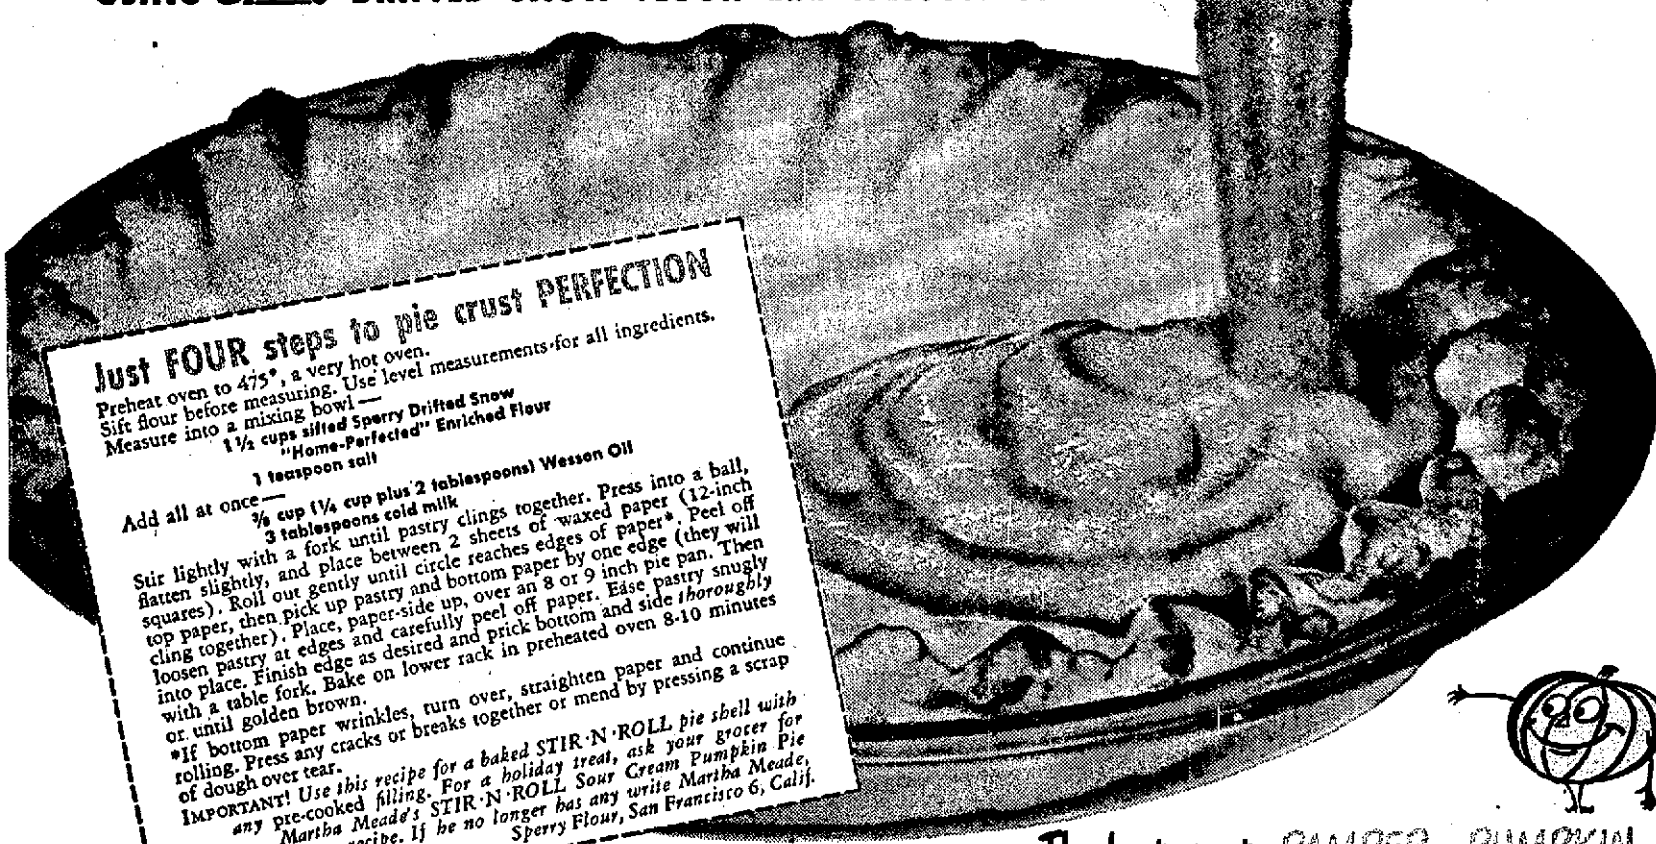 DRIFTED SNOW
Just FOUR steps to pie crust PERFECTION
Preheat oven to 475°, a very hot oven.
Sift flour before measuring. Use level measurements for all ingredients.
Measure into a mixing bowl —
1½ cups sifted Sperry Drifted Snow
"Home-Perfected" Enriched Flour
1 teaspoon salt
Add all at once —
⅜ cup (¼ cup plus 2 tablespoons) Wesson Oil
3 tablespoons cold milk
Stir lightly with a fork until pastry clings together. Press into a ball,
flatten slightly, and place between 2 sheets of waxed paper (12-inch
squares). Roll out gently until circle reaches edges of paper*. Peel off
top paper, then pick up pastry and bottom paper by one edge (they will
cling together). Place, paper-side up, over an 8 or 9 inch pie pan. Then
loosen pastry at edges and carefully peel off paper. Ease pastry snugly
into place. Finish edge as desired and prick bottom and side thoroughly
with a table fork. Bake on lower rack in preheated oven 8-10 minutes
or until golden brown.
*If bottom paper wrinkles, turn over, straighten paper and continue
rolling. Press any cracks or breaks together or mend by pressing a scrap
of dough over tear.
IMPORTANT! Use this recipe for a baked STIR·N·ROLL pie shell with
any pre-cooked filling. For a holiday treat, ask your grocer for
Martha Meade's STIR·N·ROLL Sour Cream Pumpkin Pie
recipe. If he no longer has any write Martha Meade,
Sperry Flour, San Francisco 6, Calif.
PUMPKIN